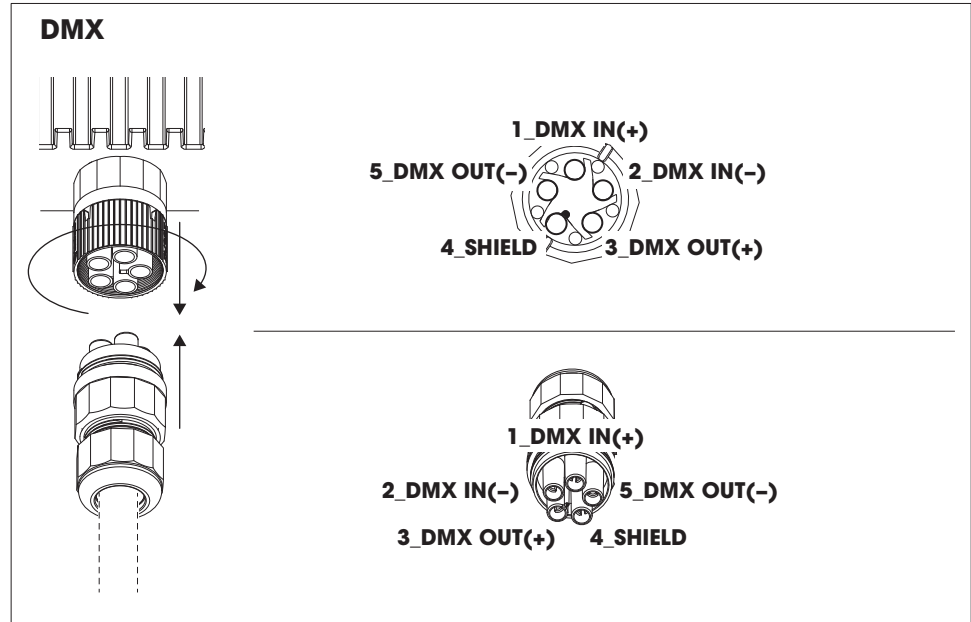 DMX
1_DMX IN(+)
5_DMX OUT(–)
2_DMX IN(–)
4_SHIELD
3_DMX OUT(+)
1_DMX IN(+)
2_DMX IN(–)
5_DMX OUT(–)
3_DMX OUT(+)
4_SHIELD